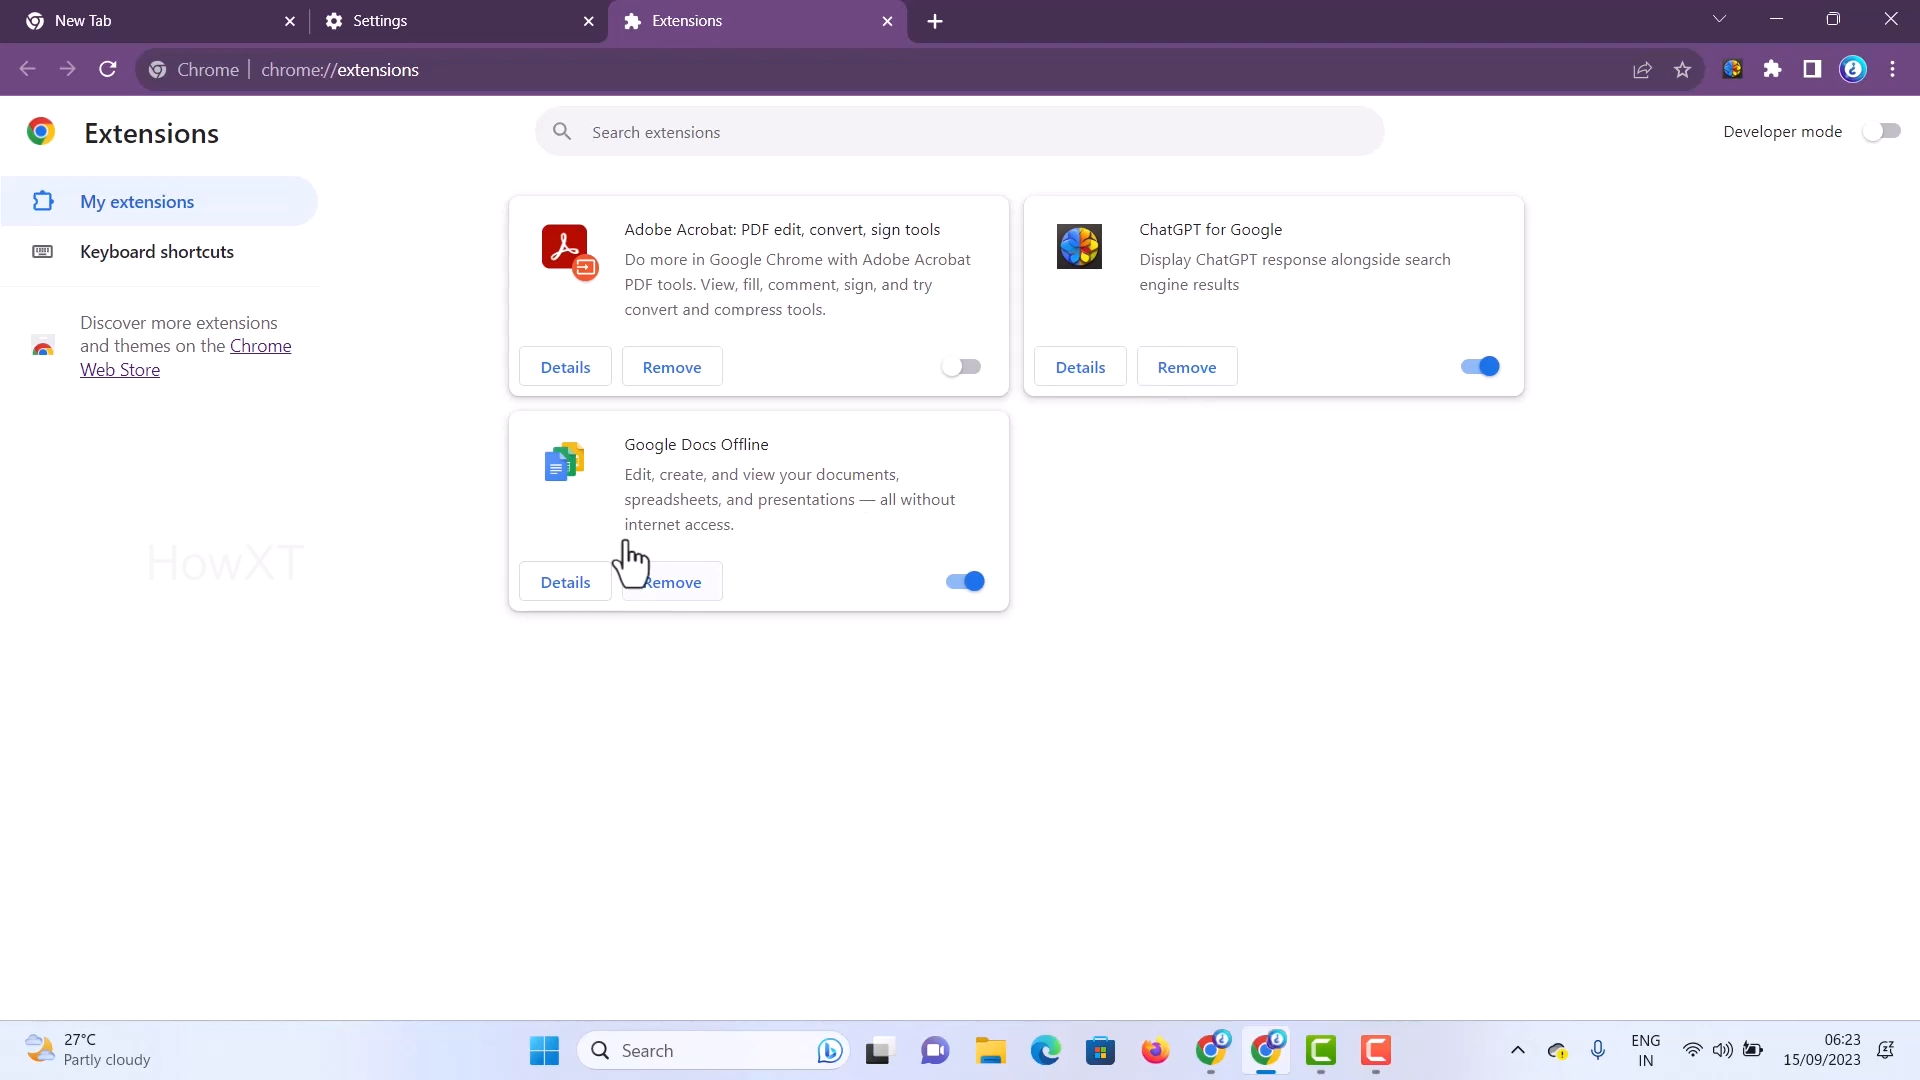 New Tab
Settings
Extensions
Chrome
chrome://extensions
Extensions
Search extensions
Developer mode
My extensions
Keyboard shortcuts
Discover more extensions
and themes on the Chrome
Web Store
Adobe Acrobat: PDF edit, convert, sign tools
Do more in Google Chrome with Adobe Acrobat
PDF tools. View, fill, comment, sign, and try
convert and compress tools.
Details
Remove
ChatGPT for Google
Display ChatGPT response alongside search
engine results
Details
Remove
Google Docs Offline
Edit, create, and view your documents,
spreadsheets, and presentations — all without
internet access.
Details
Remove
HowXT
27°C
Partly cloudy
Search
ENG
IN
06:23
15/09/2023